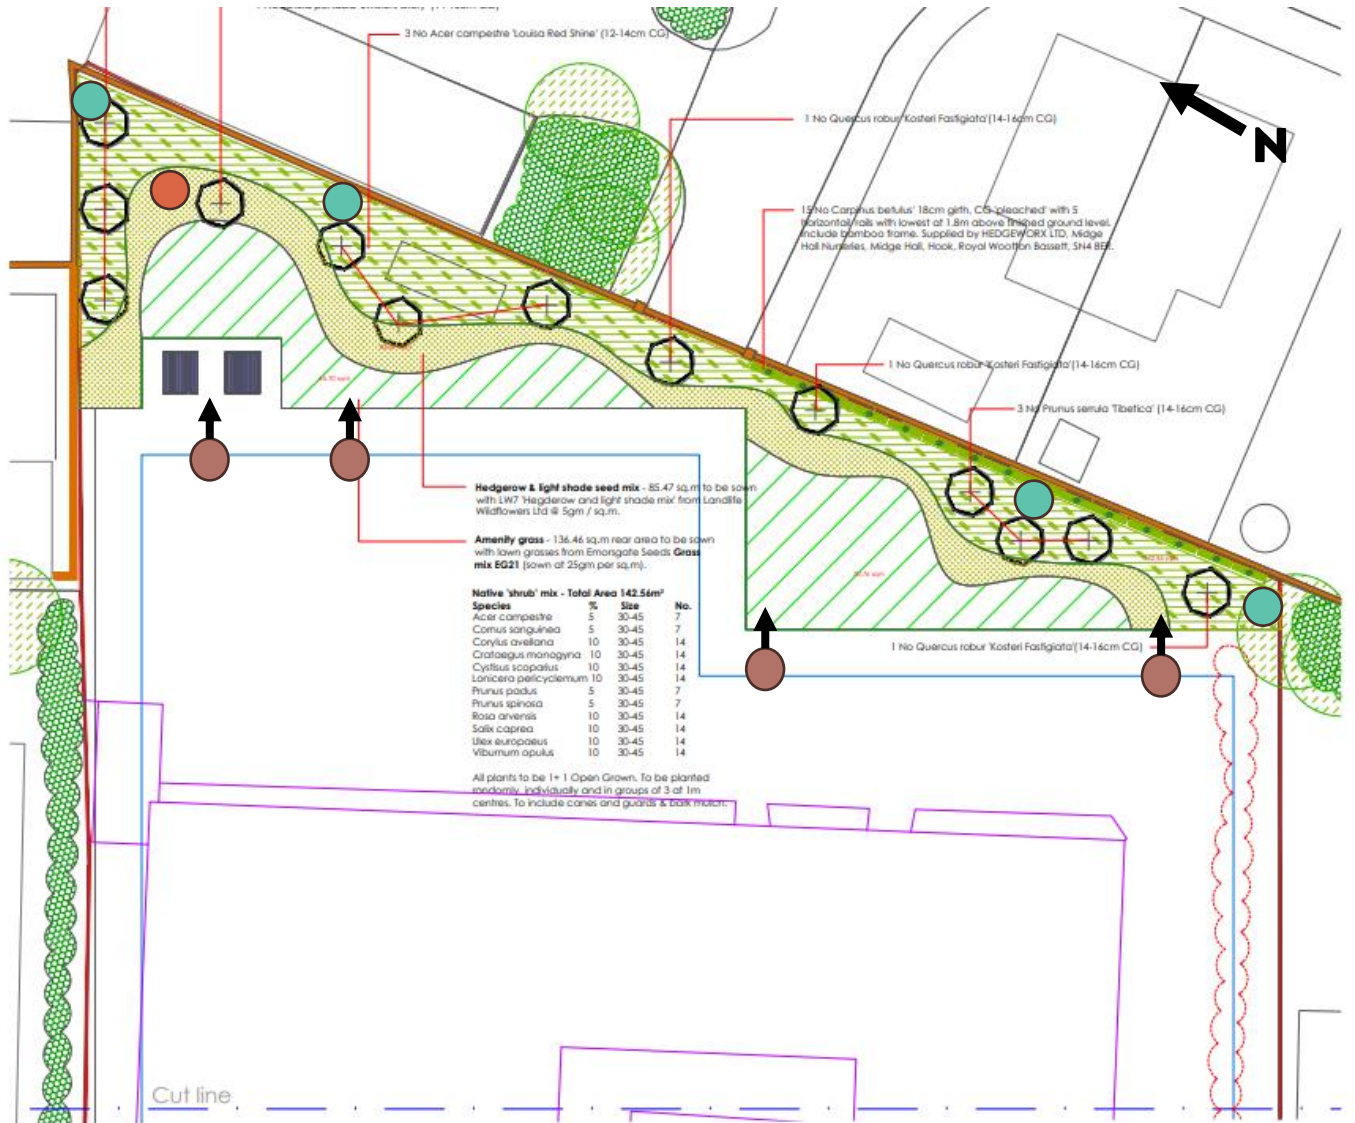 3 No Acer campestre 'Louisa Red Shine' (12-14cm CG)
1 No Quercus robur 'Kosteri Fastigiata'(14-16cm CG)
N
15 No Carpinus betulus' 18cm girth, CG 'pleached' with 5
horizontal rails with lowest at 1.8m above finished ground level.
Include bamboo frame. Supplied by HEDGEWORX LTD, Midge
Hall Nurseries, Midge Hall, Hook, Royal Wootton Bassett, SN4 8ER.
1 No Quercus robur 'Kosteri Fastigiata'(14-16cm CG)
3 No Prunus serrula 'Tibetica' (14-16cm CG)
Hedgerow & light shade seed mix - 85.47 sq.m to be sown
with LW7 'Hegderow and light shade mix' from Landlife
Wildflowers Ltd @ 5gm / sq.m.
Amenity grass - 136.46 sq.m rear area to be sown
with lawn grasses from Emorsgate Seeds Grass
mix EG21 (sown at 25gm per sq.m).
Native 'shrub' mix - Total Area 142.56m²
Species % Size No.
Acer campestre 5 30-45 7
Cornus sanguinea 5 30-45 7
Corylus avellana 10 30-45 14
Crataegus monogyna 10 30-45 14
Cystisus scoparius 10 30-45 14
Lonicera periyclemum 10 30-45 14
Prunus padus 5 30-45 7
Prunus spinosa 5 30-45 7
Rosa arvensis 10 30-45 14
Salix caprea 10 30-45 14
Ulex europaeus 10 30-45 14
Viburnum opulus 10 30-45 14
All plants to be 1+ 1 Open Grown. To be planted
randomly, individually and in groups of 3 at 1m
centres. To include canes and guards & bark mulch.
1 No Quercus robur 'Kosteri Fastigiata'(14-16cm CG)
Cut line